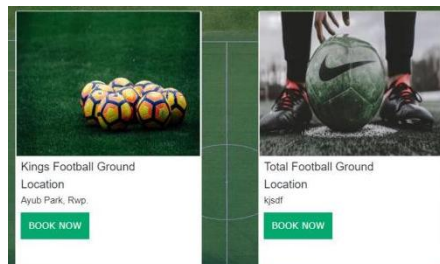 Kings Football Ground
Location
Ayub Park, Rwp.
BOOK NOW
Total Football Ground
Location
kjsdf
BOOK NOW